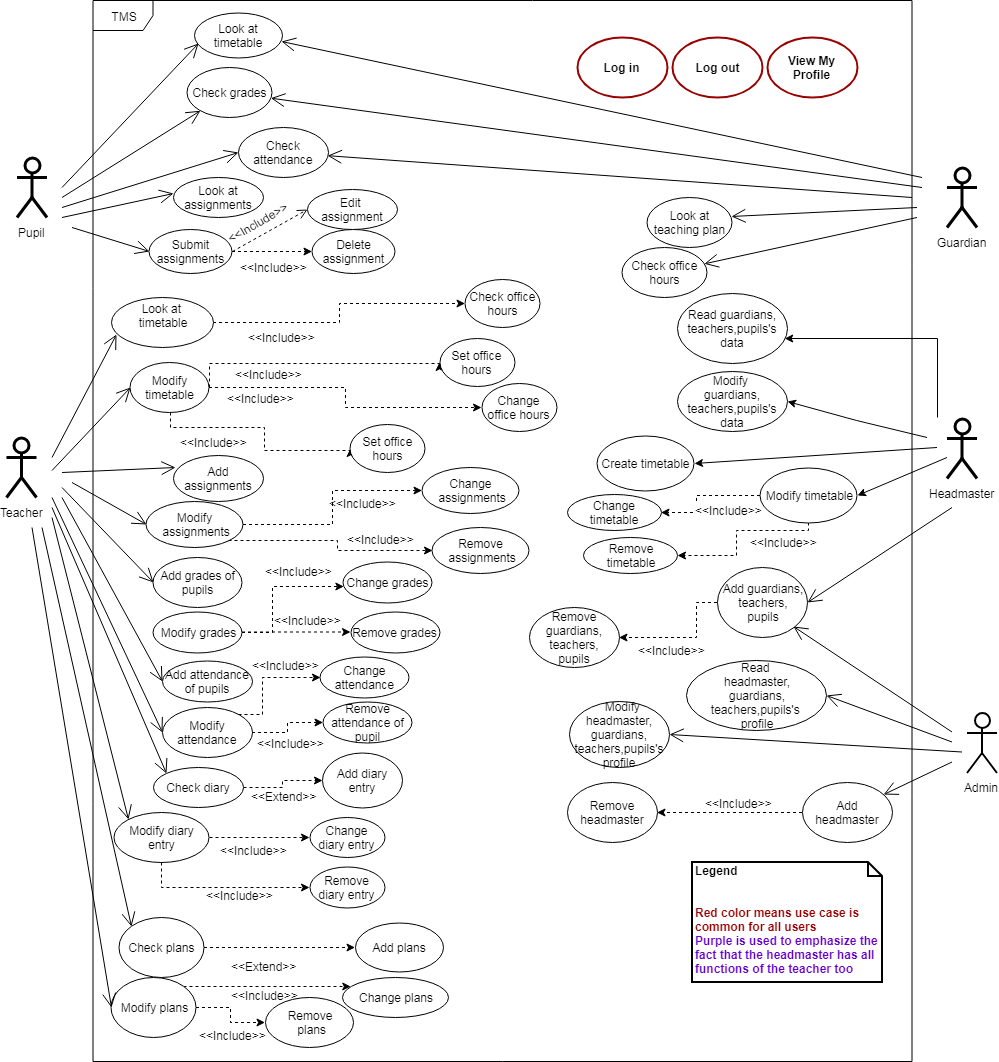 TMS
Look at
timetable
Log in
Log out
View My
Profile
Check grades
Check
attendance
Pupil
Look at
assignments
Edit
assignment
<<Include>>
Submit
assignments
Delete
assignment
<<Include>>
Guardian
Look at
teaching plan
Check office
hours
Look at
timetable
Check office
hours
<<Include>>
Read guardians,
teachers,pupils's
data
Modify
timetable
Set office
hours
<<Include>>
<<Include>>
Change
office hours
Modify
guardians,
teachers,pupils's
data
<<Include>>
Set office
hours
Teacher
Add
assignments
Create timetable
Headmaster
Modify timetable
<<Include>>
Change
timetable
<<Include>>
Remove
timetable
Change
assignments
<<Include>>
Modify
assignments
<<Include>>
Remove
assignments
Add grades of
pupils
<<Include>>
Change grades
Modify grades
<<Include>>
Remove grades
Add guardians,
teachers,
pupils
Remove
guardians,
teachers,
pupils
<<Include>>
Add attendance
of pupils
<<Include>>
Change
attendance
Modify
attendance
<<Include>>
Remove
attendance of
pupil
Read
headmaster,
guardians,
teachers,pupils's
profile
Modify
headmaster,
guardians,
teachers,pupils's
profile
Admin
Check diary
<<Extend>>
Add diary
entry
Remove
headmaster
<<Include>>
Add
headmaster
Modify diary
entry
<<Include>>
Change
diary entry
<<Include>>
Remove
diary entry
Legend
Red color means use case is
common for all users
Purple is used to emphasize the
fact that the headmaster has all
functions of the teacher too
Check plans
<<Extend>>
Add plans
Modify plans
<<Include>>
Change plans
<<Include>>
Remove
plans